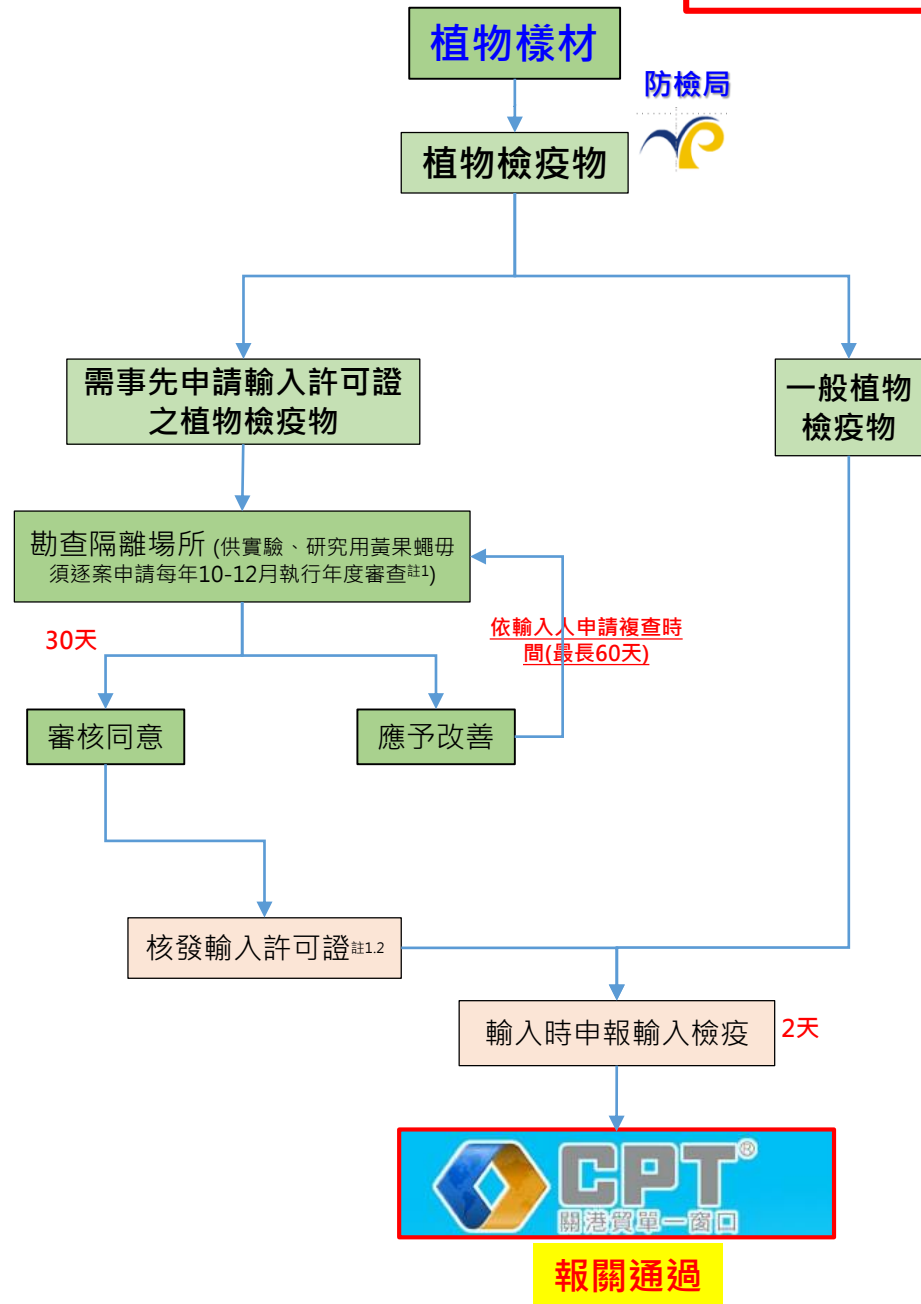 植物樣材
防檢局
植物檢疫物
需事先申請輸入許可證
之植物檢疫物
一般植物
檢疫物
勘查隔離場所 (供實驗、研究用黃果蠅毋
須逐案申請每年10-12月執行年度審查註1)
30天
依輸入人申請複查時
間(最長60天)
審核同意
應予改善
核發輸入許可證註1.2
輸入時申報輸入檢疫
2天
CPT®
關港貿單一窗口
報關通過